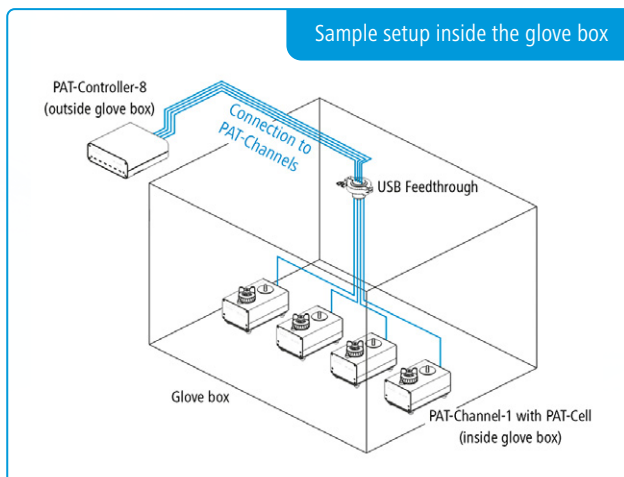 Sample setup inside the glove box
PAT-Controller-8
(outside glove box)
Connection to
PAT-Channels
USB Feedthrough
Glove box
PAT-Channel-1 with PAT-Cell
(inside glove box)